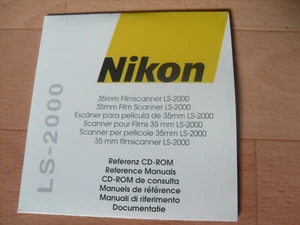 Nikon
LS-2000
35mm Filmscanner LS-2000
35mm Film Scanner LS-2000
Escáner para película de 35mm LS-2000
Scanner pour Films 35 mm LS-2000
Scanner per pellicole 35mm LS-2000
35 mm filmscanner LS-2000
Referenz CD-ROM
Reference Manuals
CD-ROM de consulta
Manuels de référence
Manuali di riferimento
Documentatie